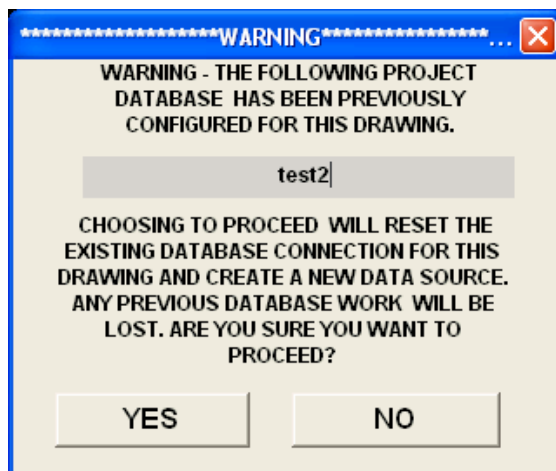 *******************WARNING****************...
WARNING - THE FOLLOWING PROJECT
DATABASE HAS BEEN PREVIOUSLY
CONFIGURED FOR THIS DRAWING.
test2
CHOOSING TO PROCEED WILL RESET THE
EXISTING DATABASE CONNECTION FOR THIS
DRAWING AND CREATE A NEW DATA SOURCE.
ANY PREVIOUS DATABASE WORK WILL BE
LOST. ARE YOU SURE YOU WANT TO
PROCEED?
YES NO